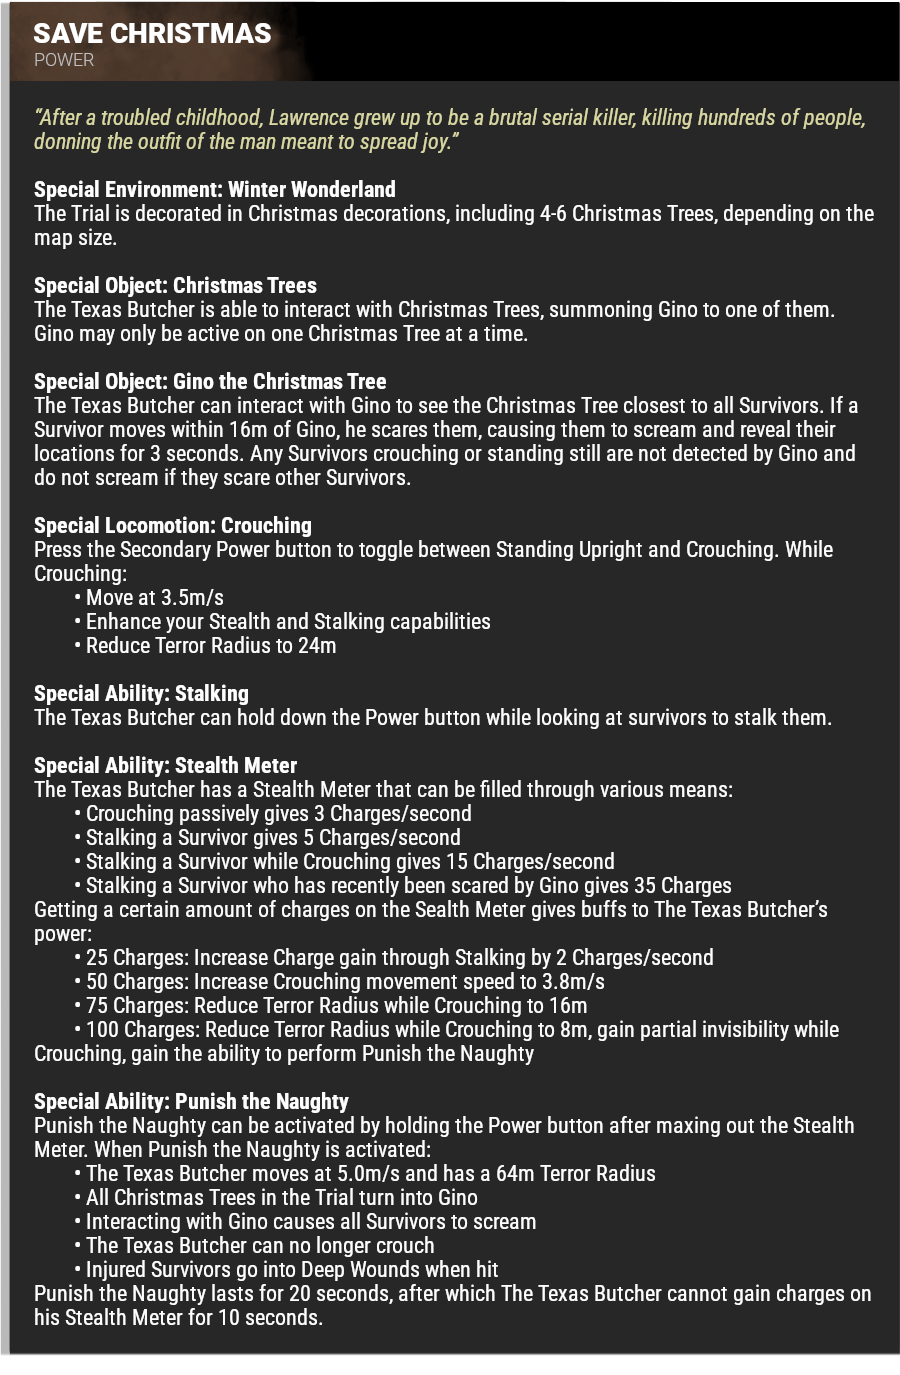 SAVE CHRISTMAS
POWER
“After a troubled childhood, Lawrence grew up to be a brutal serial killer, killing hundreds of people,
donning the outfit of the man meant to spread joy.”
Special Environment: Winter Wonderland
The Trial is decorated in Christmas decorations, including 4-6 Christmas Trees, depending on the
map size.
Special Object: Christmas Trees
The Texas Butcher is able to interact with Christmas Trees, summoning Gino to one of them.
Gino may only be active on one Christmas Tree at a time.
Special Object: Gino the Christmas Tree
The Texas Butcher can interact with Gino to see the Christmas Tree closest to all Survivors. If a
Survivor moves within 16m of Gino, he scares them, causing them to scream and reveal their
locations for 3 seconds. Any Survivors crouching or standing still are not detected by Gino and
do not scream if they scare other Survivors.
Special Locomotion: Crouching
Press the Secondary Power button to toggle between Standing Upright and Crouching. While
Crouching:
• Move at 3.5m/s
• Enhance your Stealth and Stalking capabilities
• Reduce Terror Radius to 24m
Special Ability: Stalking
The Texas Butcher can hold down the Power button while looking at survivors to stalk them.
Special Ability: Stealth Meter
The Texas Butcher has a Stealth Meter that can be filled through various means:
• Crouching passively gives 3 Charges/second
• Stalking a Survivor gives 5 Charges/second
• Stalking a Survivor while Crouching gives 15 Charges/second
• Stalking a Survivor who has recently been scared by Gino gives 35 Charges
Getting a certain amount of charges on the Sealth Meter gives buffs to The Texas Butcher’s
power:
• 25 Charges: Increase Charge gain through Stalking by 2 Charges/second
• 50 Charges: Increase Crouching movement speed to 3.8m/s
• 75 Charges: Reduce Terror Radius while Crouching to 16m
• 100 Charges: Reduce Terror Radius while Crouching to 8m, gain partial invisibility while
Crouching, gain the ability to perform Punish the Naughty
Special Ability: Punish the Naughty
Punish the Naughty can be activated by holding the Power button after maxing out the Stealth
Meter. When Punish the Naughty is activated:
• The Texas Butcher moves at 5.0m/s and has a 64m Terror Radius
• All Christmas Trees in the Trial turn into Gino
• Interacting with Gino causes all Survivors to scream
• The Texas Butcher can no longer crouch
• Injured Survivors go into Deep Wounds when hit
Punish the Naughty lasts for 20 seconds, after which The Texas Butcher cannot gain charges on
his Stealth Meter for 10 seconds.